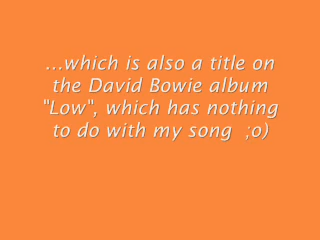 ...which is also a title on
the David Bowie album
"Low", which has nothing
to do with my song ;o)